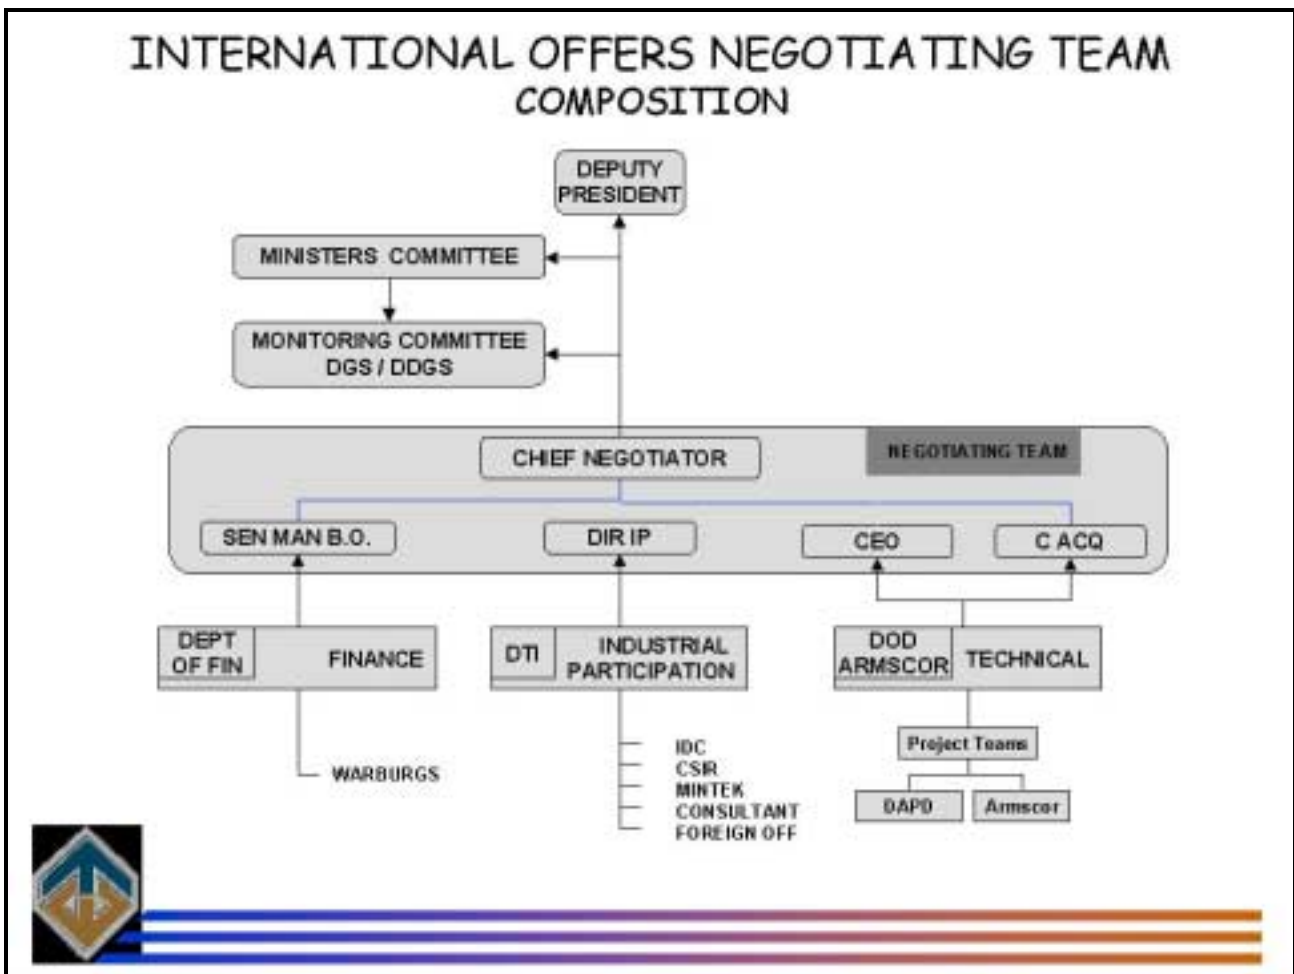 INTERNATIONAL OFFERS NEGOTIATING TEAM
COMPOSITION
DEPUTY
PRESIDENT
MINISTERS COMMITTEE
MONITORING COMMITTEE
DGS / DDGS
CHIEF NEGOTIATOR
NEGOTIATING TEAM
SEN MAN B.O.
DIR IP
CEO
C ACQ
DEPT
OF FIN
FINANCE
DTI
INDUSTRIAL
PARTICIPATION
DOD
ARMSCOR
TECHNICAL
WARBURGS
IDC
CSIR
MINTEK
CONSULTANT
FOREIGN OFF
Project Teams
DAPD
Armscor